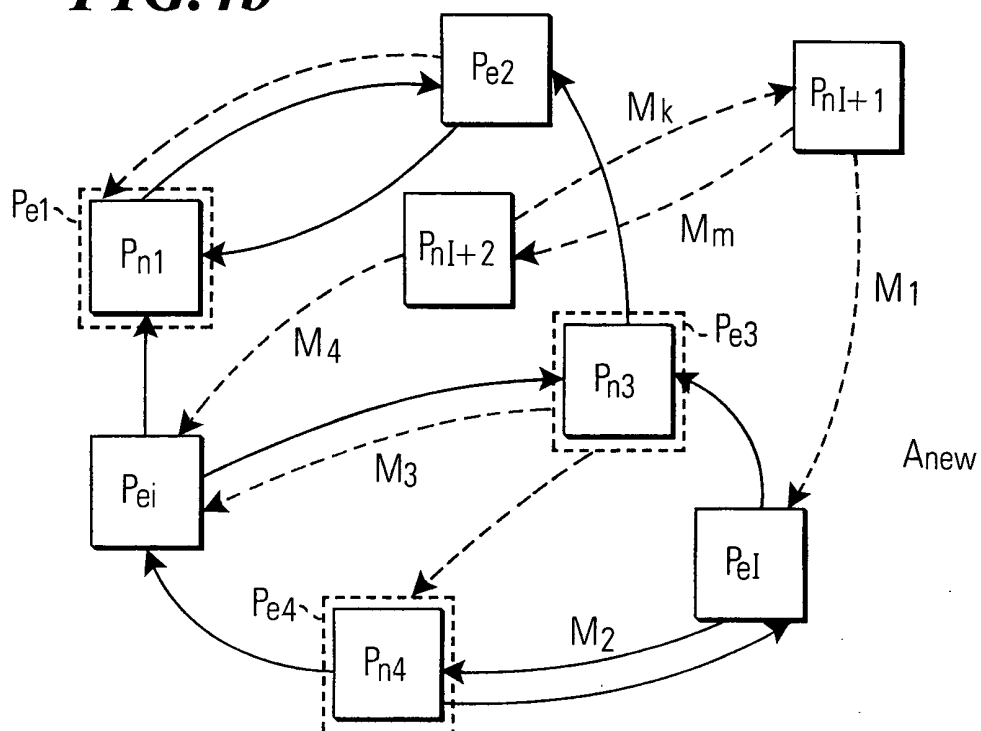 FIG. 4b
Pe2
PnI+1
Mk
Pe1
Pn1
PnI+2
Mm
M1
M4
Pe3
Pn3
Anew
M3
Pei
PeI
Pe4
M2
Pn4